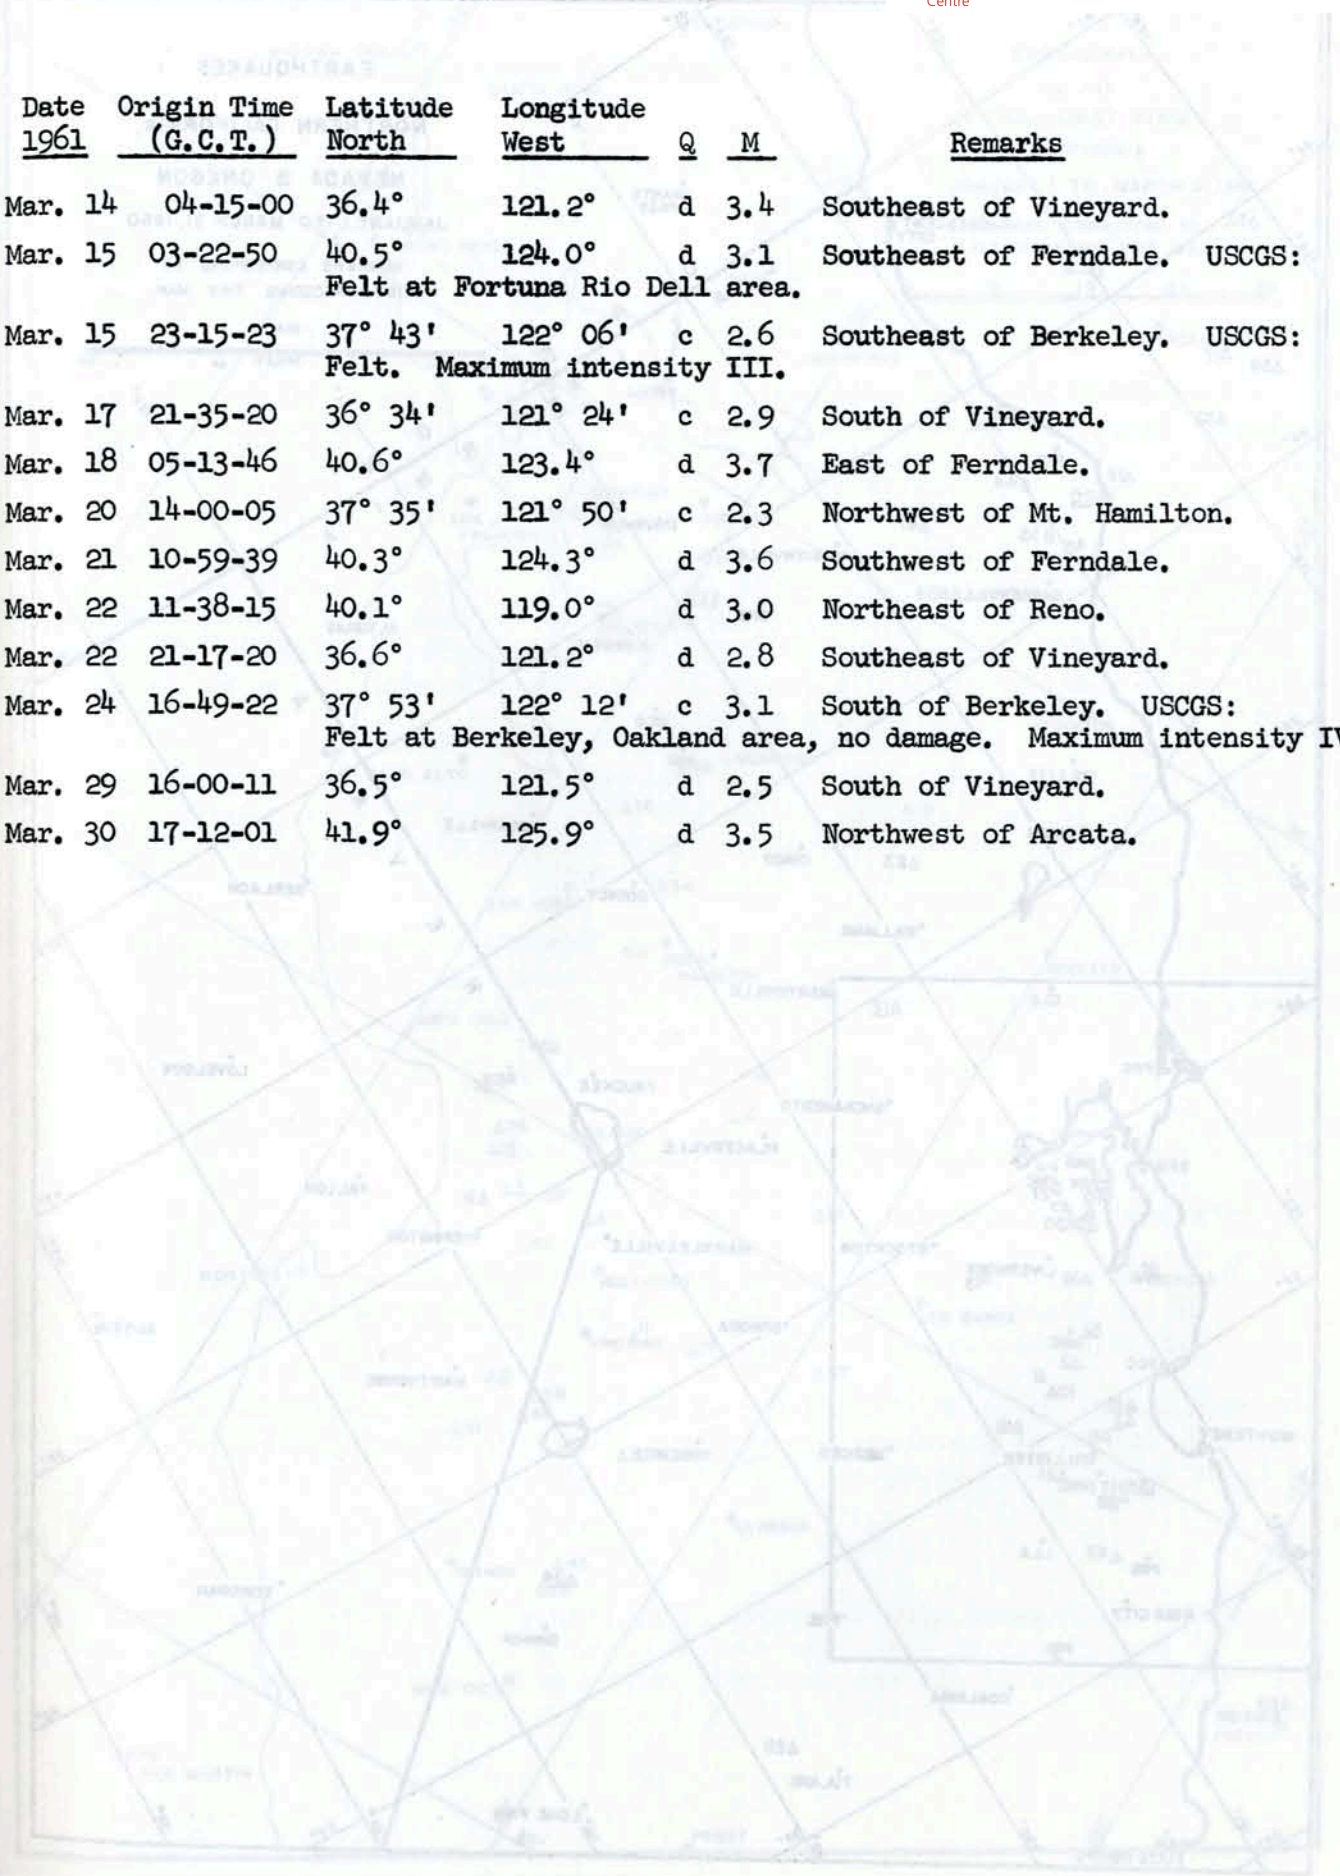 Centre
Date Origin Time Latitude Longitude
1961 (G.C.T.) North West Q M Remarks
Mar. 14 04-15-00 36.4° 121.2° d 3.4 Southeast of Vineyard.
Mar. 15 03-22-50 40.5° 124.0° d 3.1 Southeast of Ferndale. USCGS:
Felt at Fortuna Rio Dell area.
Mar. 15 23-15-23 37° 43' 122° 06' c 2.6 Southeast of Berkeley. USCGS:
Felt. Maximum intensity III.
Mar. 17 21-35-20 36° 34' 121° 24' c 2.9 South of Vineyard.
Mar. 18 05-13-46 40.6° 123.4° d 3.7 East of Ferndale.
Mar. 20 14-00-05 37° 35' 121° 50' c 2.3 Northwest of Mt. Hamilton.
Mar. 21 10-59-39 40.3° 124.3° d 3.6 Southwest of Ferndale.
Mar. 22 11-38-15 40.1° 119.0° d 3.0 Northeast of Reno.
Mar. 22 21-17-20 36.6° 121.2° d 2.8 Southeast of Vineyard.
Mar. 24 16-49-22 37° 53' 122° 12' c 3.1 South of Berkeley. USCGS:
Felt at Berkeley, Oakland area, no damage. Maximum intensity IV
Mar. 29 16-00-11 36.5° 121.5° d 2.5 South of Vineyard.
Mar. 30 17-12-01 41.9° 125.9° d 3.5 Northwest of Arcata.